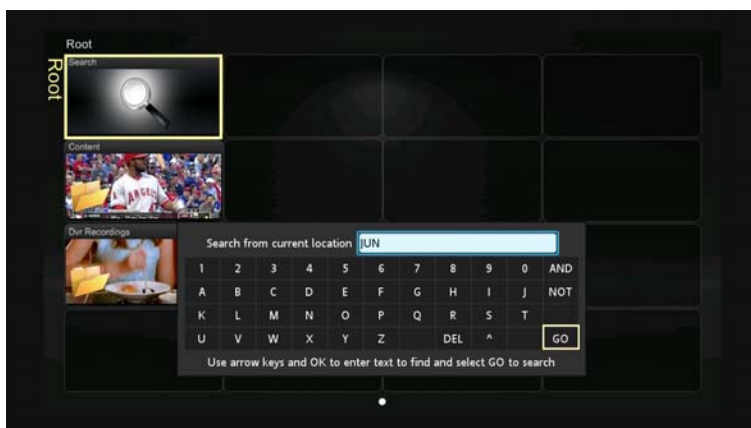 Root
Root
Search
Content
ANGELS
Dvr Recordings
Search from current location JUN
1 2 3 4 5 6 7 8 9 0 AND
A B C D E F G H I J NOT
K L M N O P Q R S T
U V W X Y Z DEL ^ GO
Use arrow keys and OK to enter text to find and select GO to search